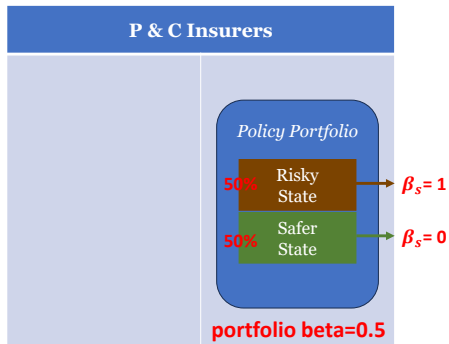 P & C Insurers
Policy Portfolio
50%
Risky
State
β_s = 1
50%
Safer
State
β_s = 0
portfolio beta=0.5